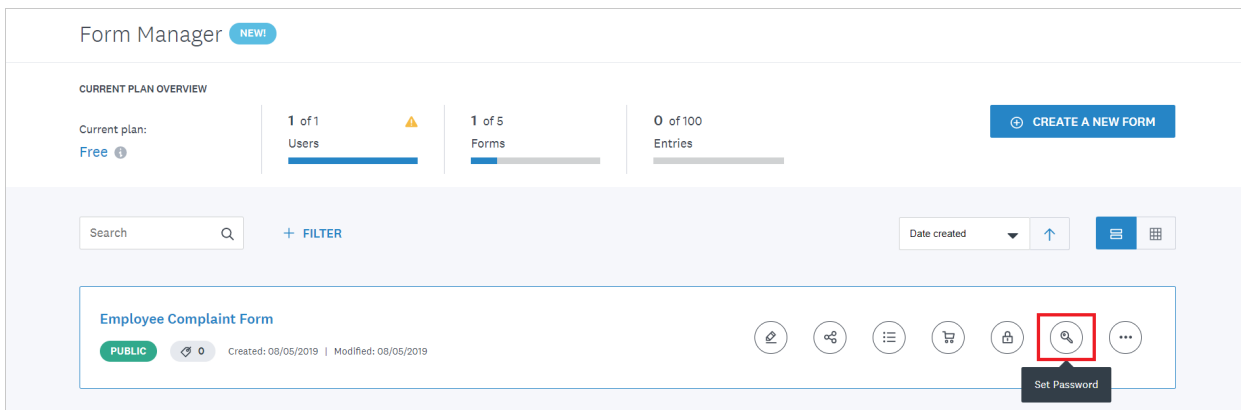 Form Manager NEW!
CURRENT PLAN OVERVIEW
Current plan:
Free
1 of 1
Users
1 of 5
Forms
0 of 100
Entries
CREATE A NEW FORM
Search
+ FILTER
Date created
Employee Complaint Form
PUBLIC 0 Created: 08/05/2019 | Modified: 08/05/2019
Set Password